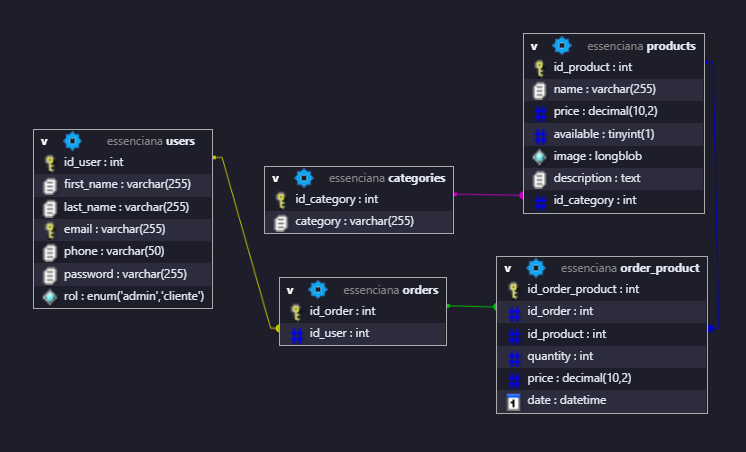 v essenciana users
id_user : int
first_name : varchar(255)
last_name : varchar(255)
email : varchar(255)
phone : varchar(50)
password : varchar(255)
rol : enum('admin','cliente')
v essenciana categories
id_category : int
category : varchar(255)
v essenciana orders
id_order : int
id_user : int
v essenciana products
id_product : int
name : varchar(255)
price : decimal(10,2)
available : tinyint(1)
image : longblob
description : text
id_category : int
v essenciana order_product
id_order_product : int
id_order : int
id_product : int
quantity : int
price : decimal(10,2)
date : datetime